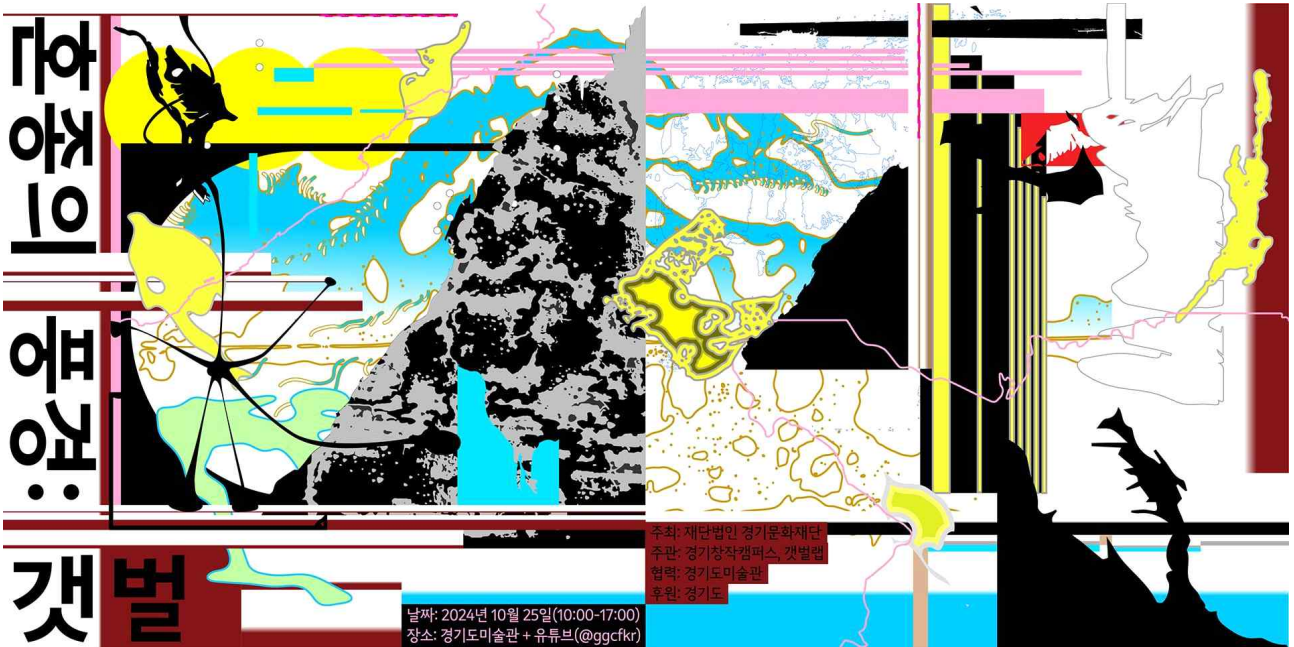 혼종의
풍경:
갯벌
날짜: 2024년 10월 25일(10:00-17:00)
장소: 경기도미술관 + 유튜브(@ggcfkr)
주최: 재단법인 경기문화재단
주관: 경기창작캠퍼스, 갯벌랩
협력: 경기도미술관
후원: 경기도